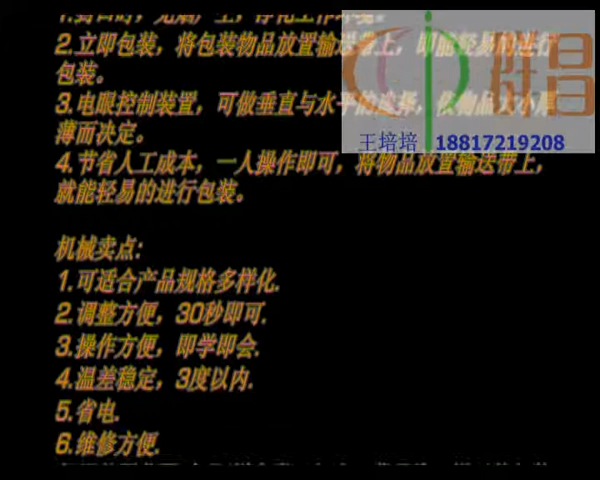 2.立即包装，将包装物品放置输送带上，即能轻易的进行
包装。
3.电眼控制装置，可做垂直与水平的选择，依物品大小厚
薄而决定。
4.节省人工成本，一人操作即可，将物品放置输送带上，
就能轻易的进行包装。
机械卖点:
1.可适合产品规格多样化.
2.调整方便，30秒即可.
3.操作方便，即学即会.
4.温差稳定，3度以内.
5.省电.
6.维修方便.
群昌
王培培 18817219208